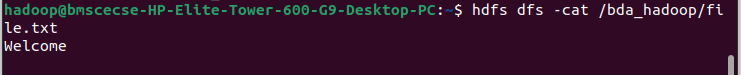 hadoop@bmscecse-HP-Elite-Tower-600-G9-Desktop-PC:~$ hdfs dfs -cat /bda_hadoop/fi
le.txt
Welcome